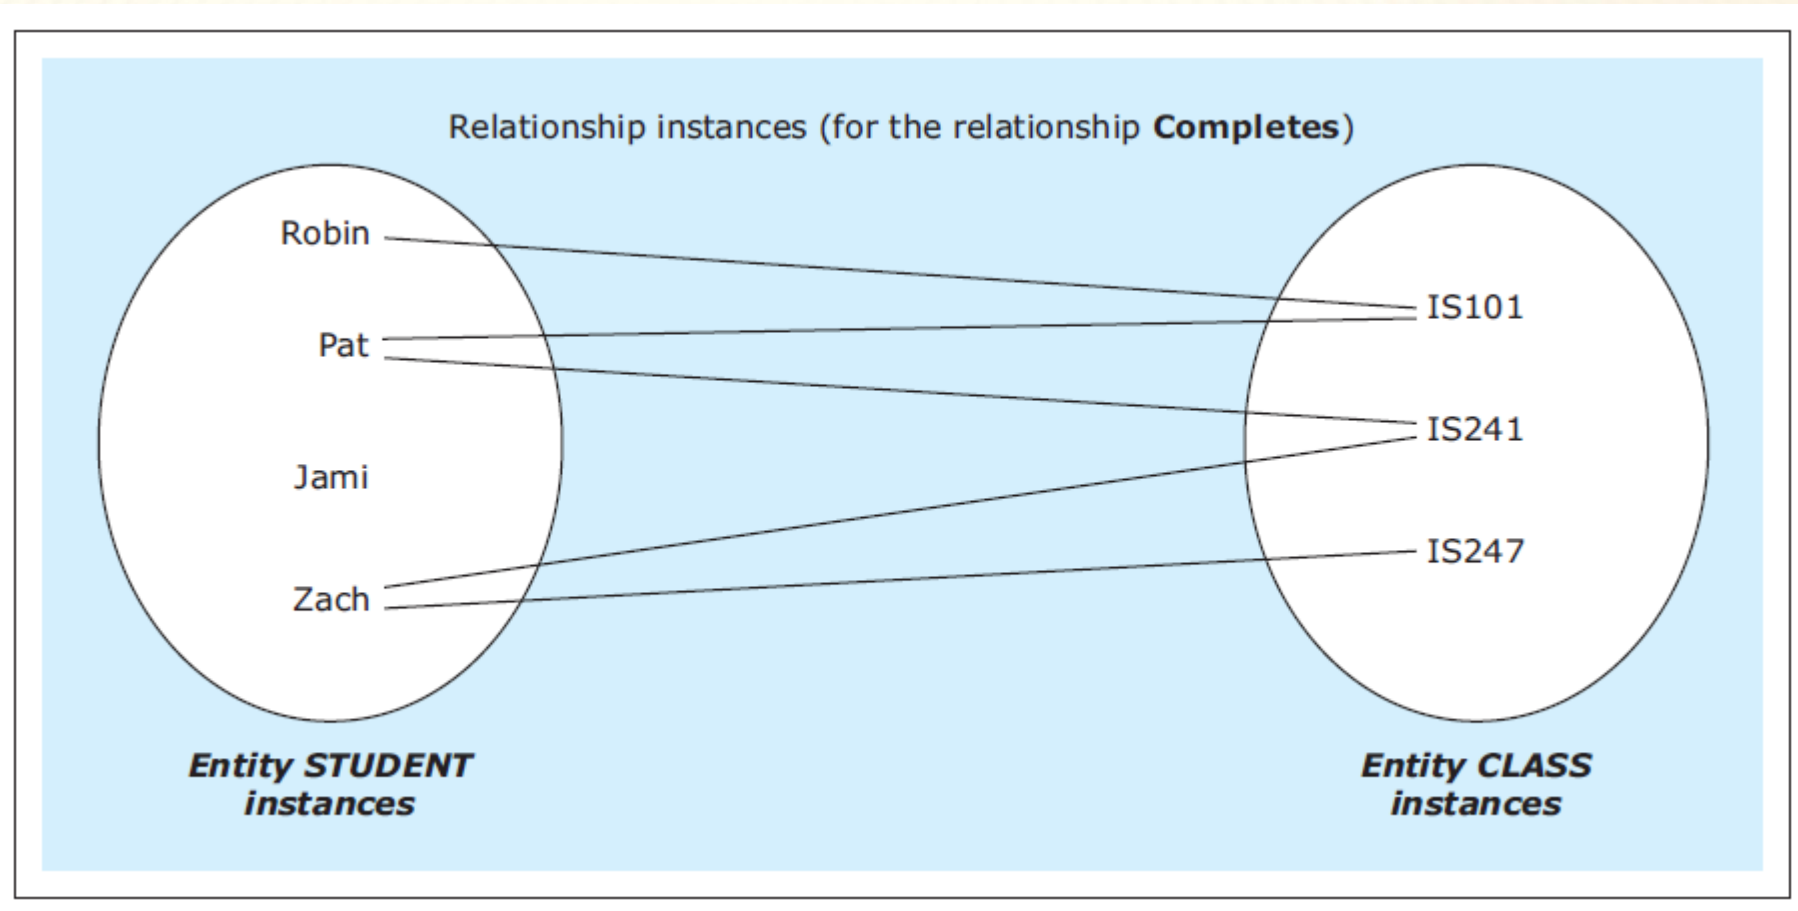 Relationship instances (for the relationship Completes)
Robin
Pat
Jami
Zach
IS101
IS241
IS247
Entity STUDENT
instances
Entity CLASS
instances